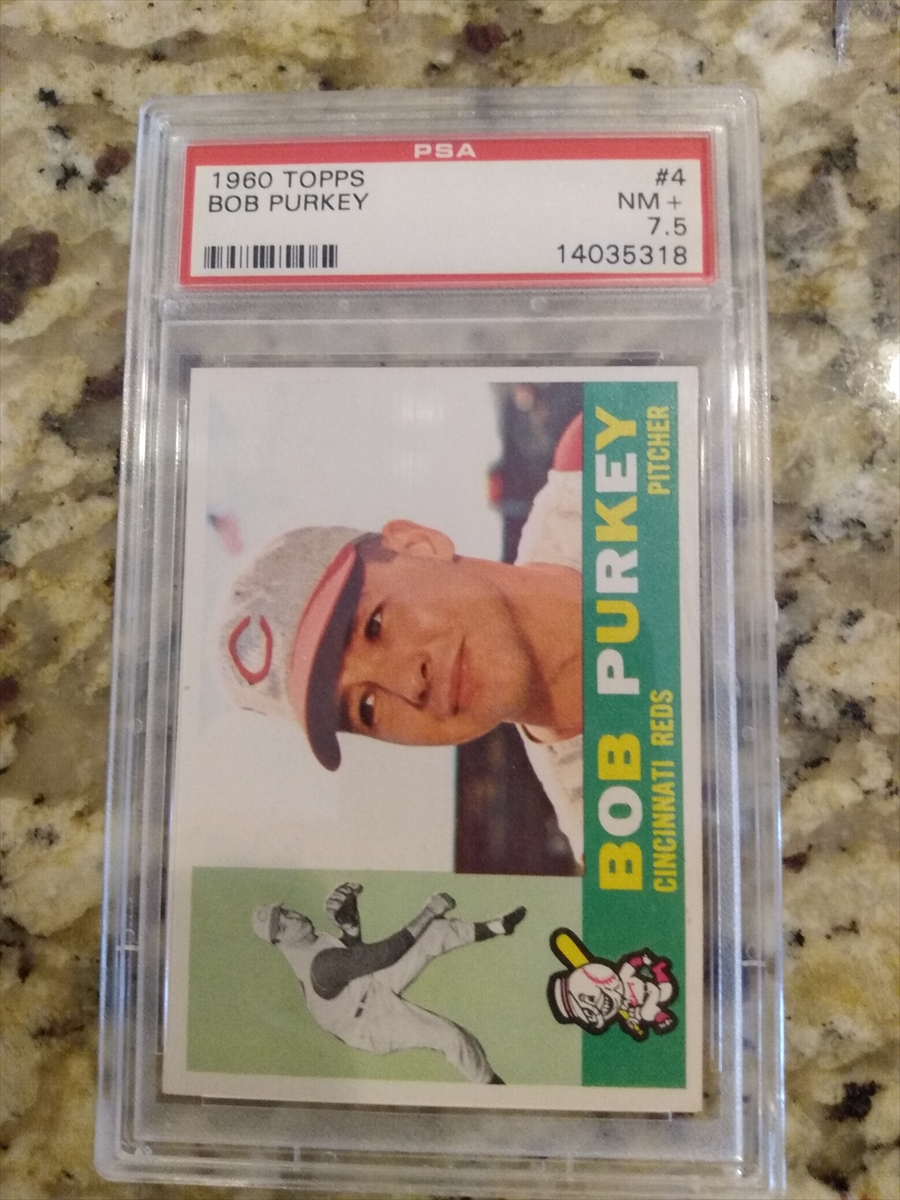 PSA
1960 TOPPS #4
BOB PURKEY NM+
7.5
14035318
C
BOB PURKEY
CINCINNATI REDS PITCHER